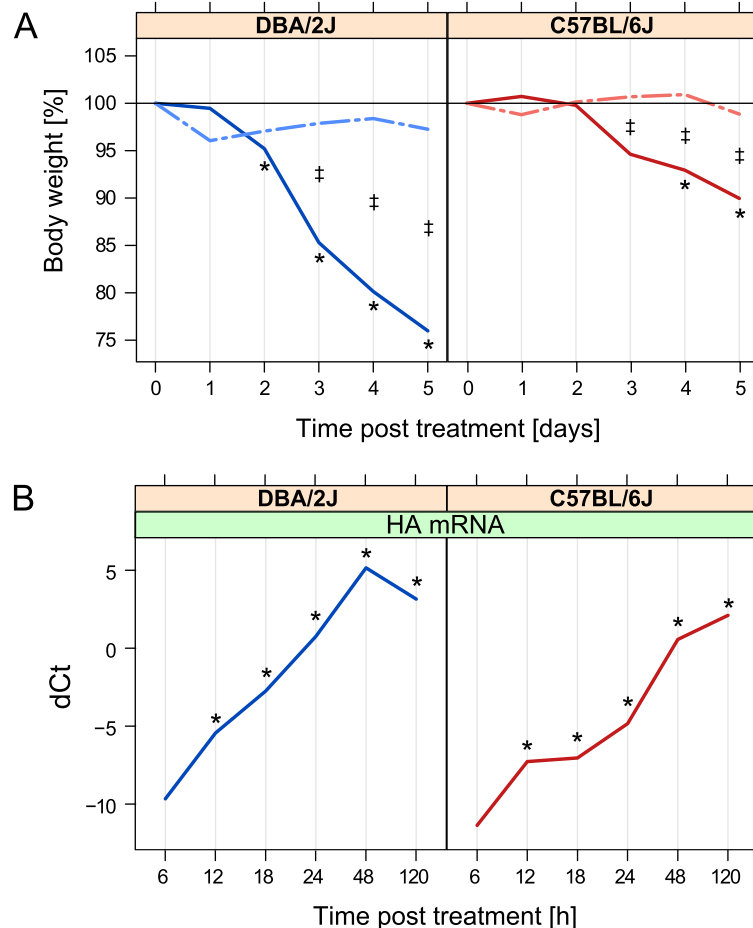 A
DBA/2J C57BL/6J
Body weight [%]
105
100
95
90
85
80
75
* ‡ ‡ ‡ * * *
‡ ‡ ‡ * *
0 1 2 3 4 5 0 1 2 3 4 5
Time post treatment [days]
B
DBA/2J C57BL/6J
HA mRNA
dCt
5
0
−5
−10
* * * * * *
* * * * *
6 12 18 24 48 120 6 12 18 24 48 120
Time post treatment [h]